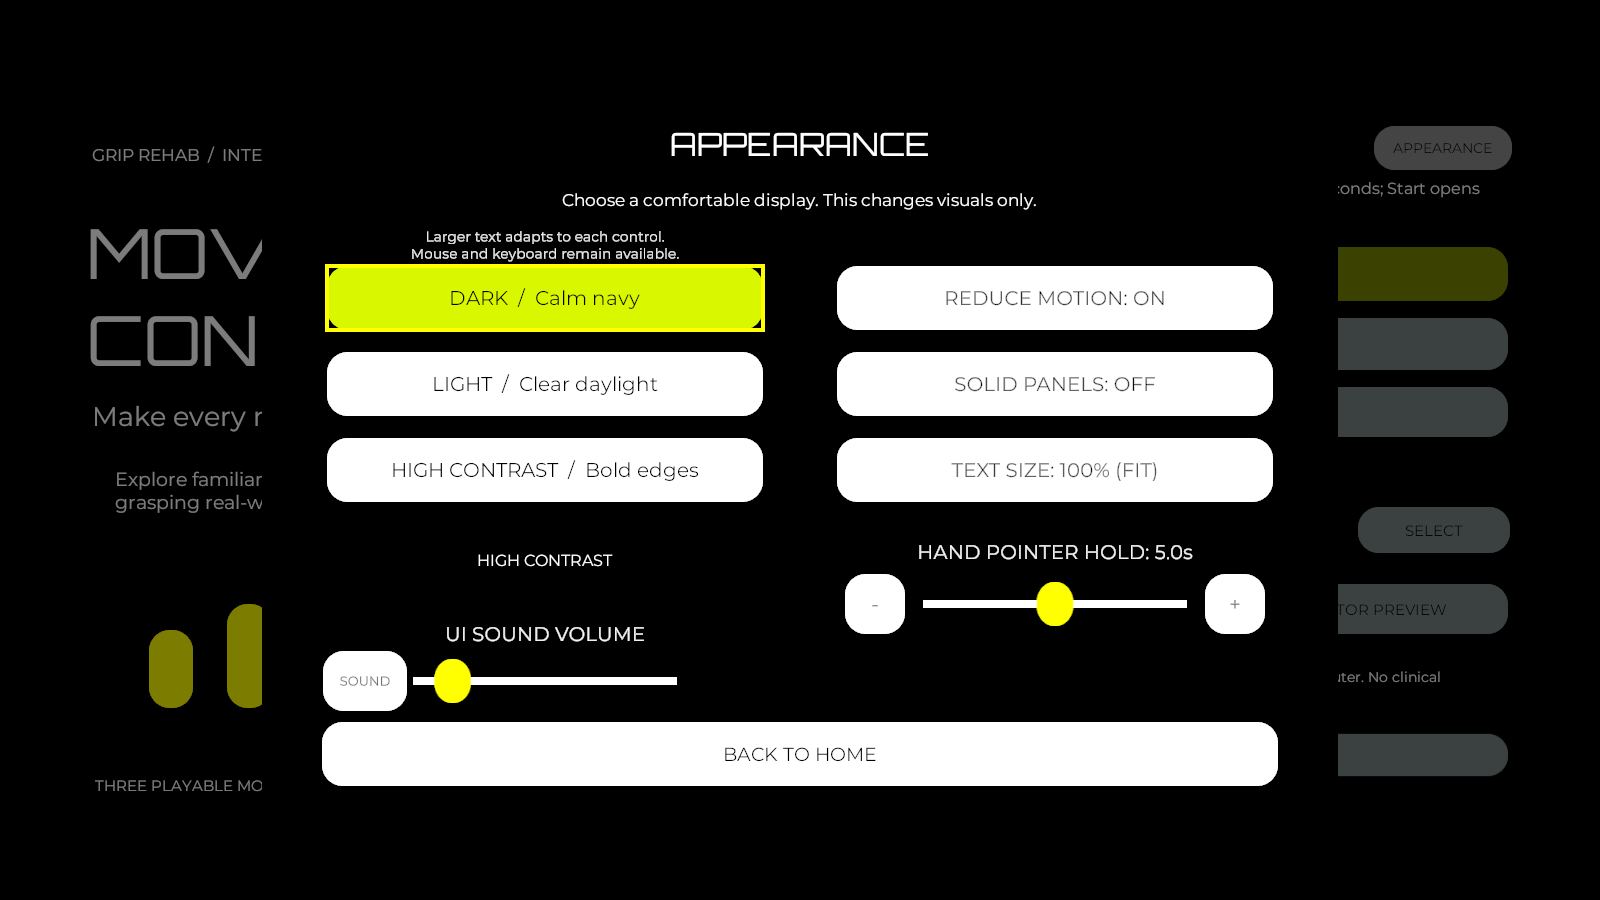 APPEARANCE
Choose a comfortable display. This changes visuals only.
Larger text adapts to each control.
Mouse and keyboard remain available.
DARK / Calm navy
LIGHT / Clear daylight
HIGH CONTRAST / Bold edges
HIGH CONTRAST
UI SOUND VOLUME
SOUND
REDUCE MOTION: ON
SOLID PANELS: OFF
TEXT SIZE: 100% (FIT)
HAND POINTER HOLD: 5.0s
-
+
BACK TO HOME
GRIP REHAB / INTE
MOV
CON
Make every r
Explore familiar
grasping real-w
THREE PLAYABLE MO
APPEARANCE
conds; Start opens
SELECT
TOR PREVIEW
uter. No clinical